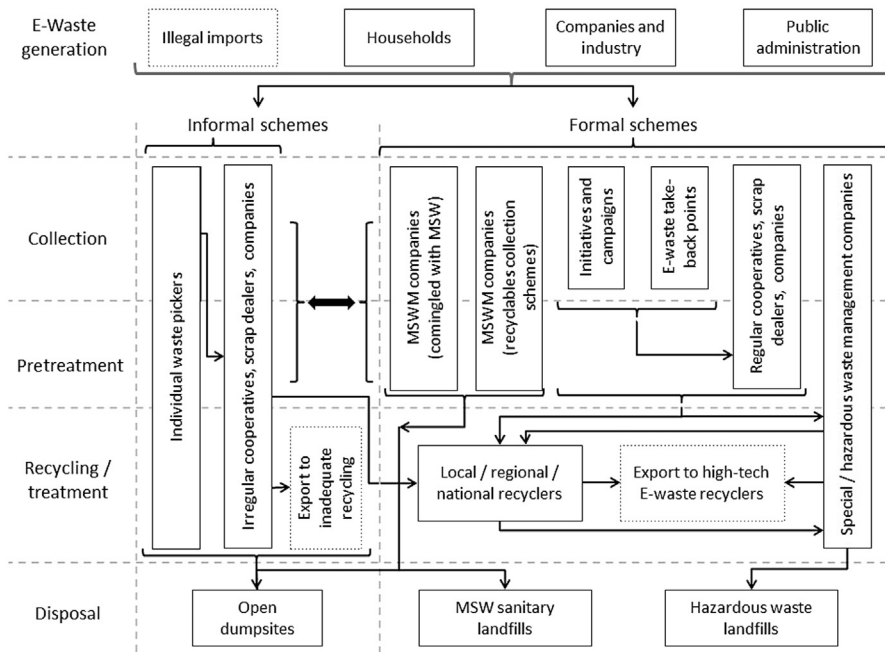 E-Waste
generation
Illegal imports
Households
Companies and
industry
Public
administration
Informal schemes
Formal schemes
Collection
Pretreatment
Recycling /
treatment
Disposal
Individual waste pickers
Irregular cooperatives, scrap dealers, companies
Export to
inadequate
recycling
MSWM companies
(comingled with MSW)
MSWM companies
(recyclables collection
schemes)
Initiatives and
campaigns
E-waste take-
back points
Regular cooperatives, scrap
dealers, companies
Special / hazardous waste management companies
Local / regional /
national recyclers
Export to high-tech
E-waste recyclers
Open
dumpsites
MSW sanitary
landfills
Hazardous waste
landfills